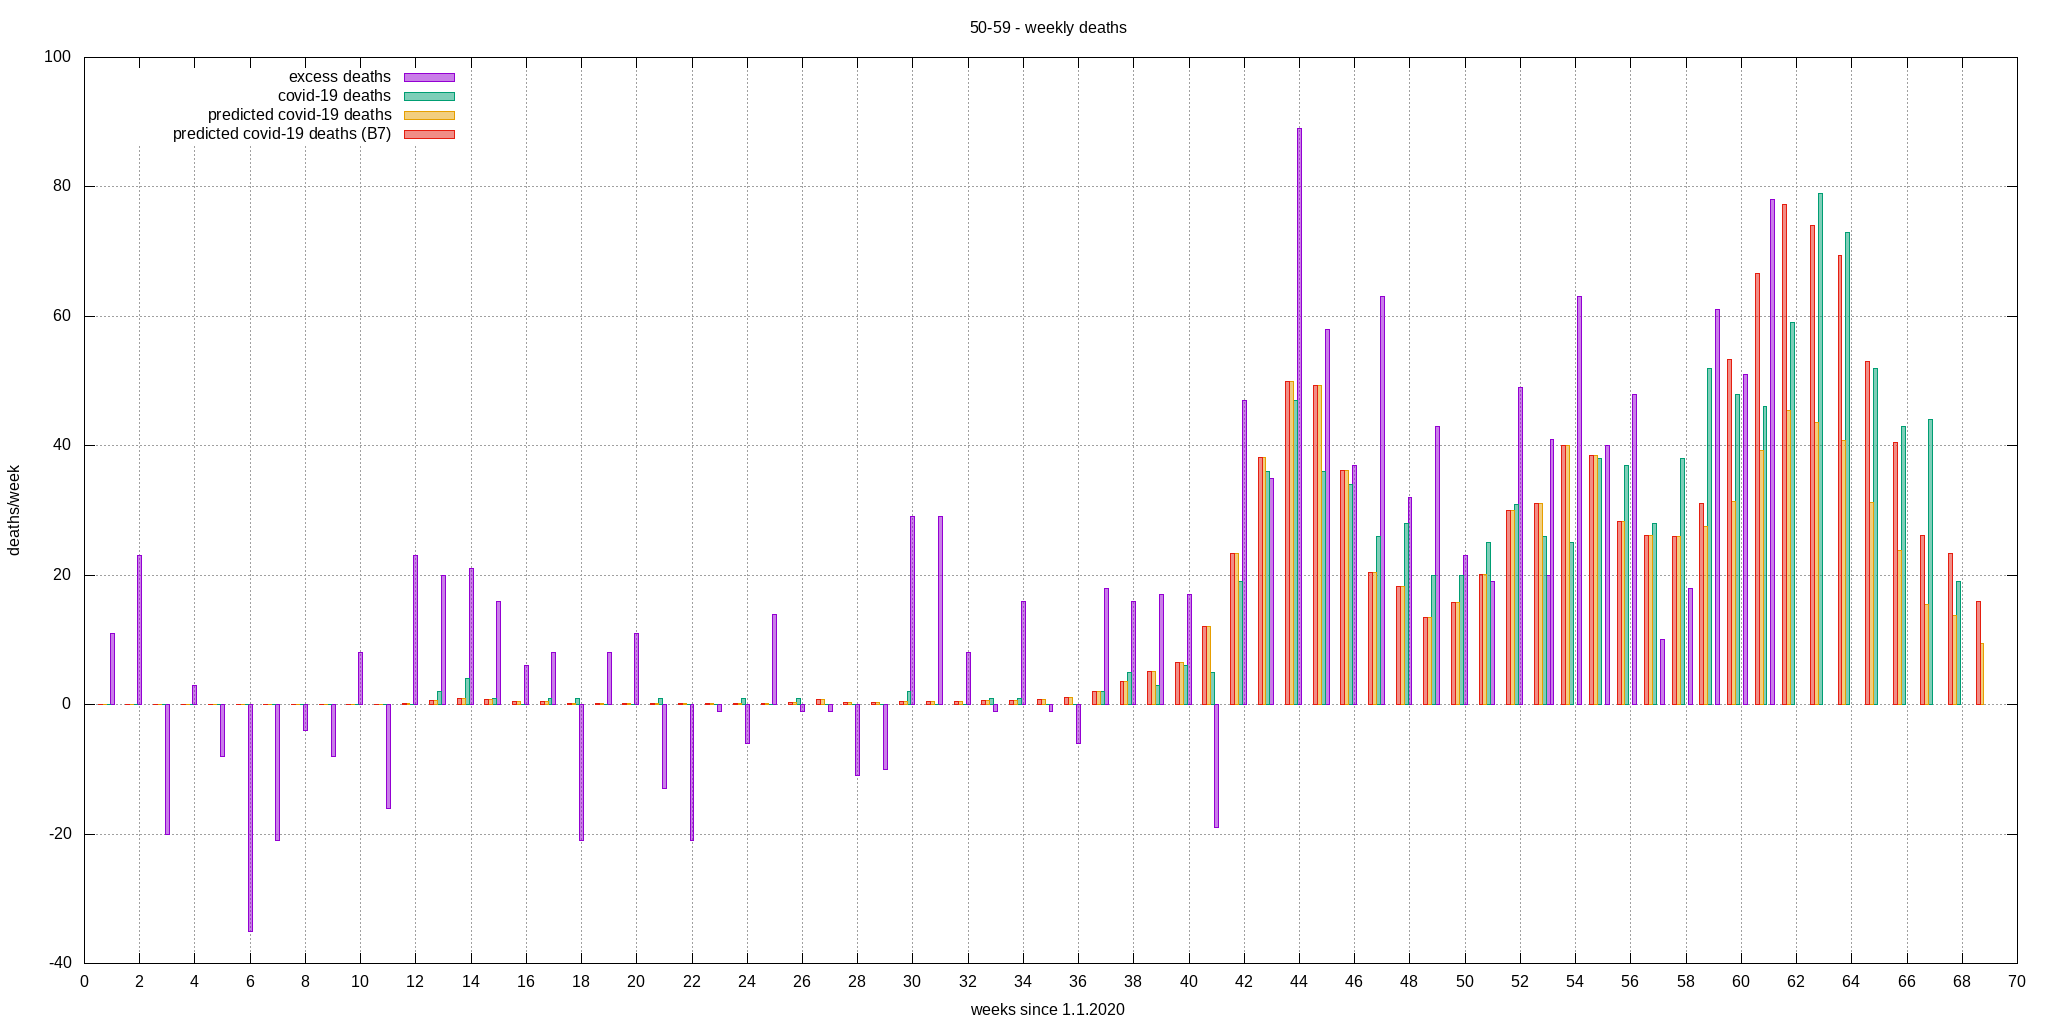 50-59 - weekly deaths
excess deaths
covid-19 deaths
predicted covid-19 deaths
predicted covid-19 deaths (B7)
deaths/week
100
80
60
40
20
0
-20
-40
0 2 4 6 8 10 12 14 16 18 20 22 24 26 28 30 32 34 36 38 40 42 44 46 48 50 52 54 56 58 60 62 64 66 68 70
weeks since 1.1.2020